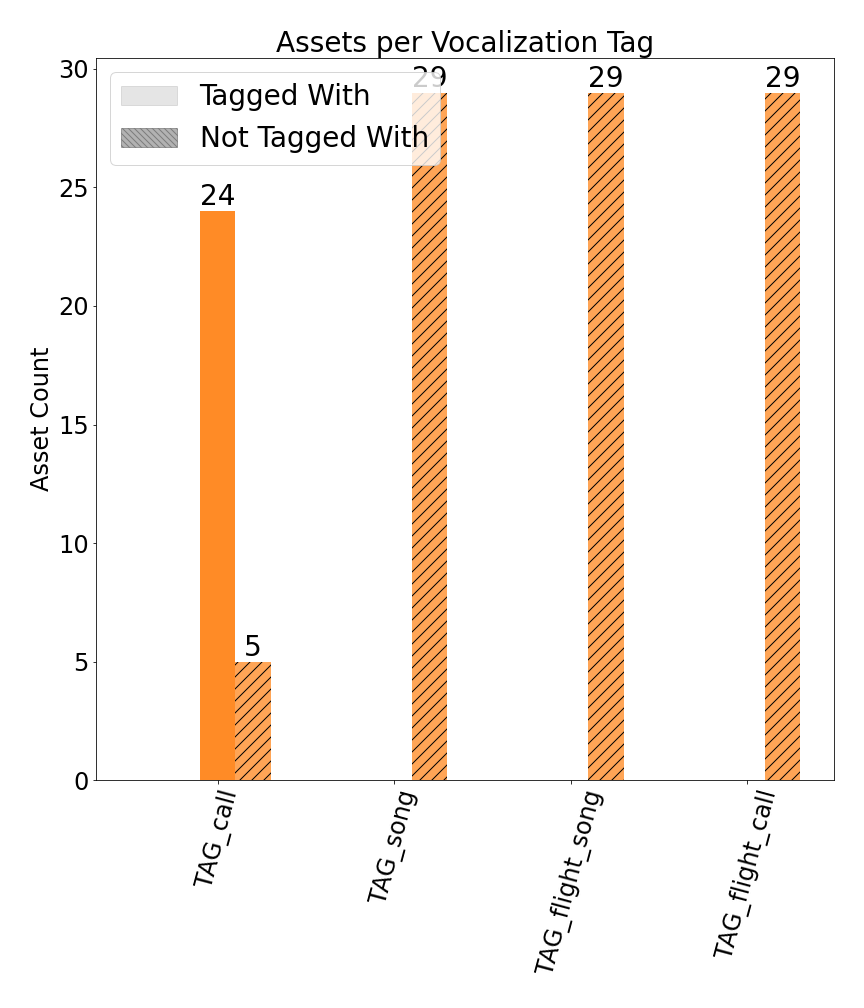 Assets per Vocalization Tag
Tagged With
Not Tagged With
29
29
29
24
5
30
25
20
15
10
5
0
Asset Count
TAG_call
TAG_song
TAG_flight_song
TAG_flight_call